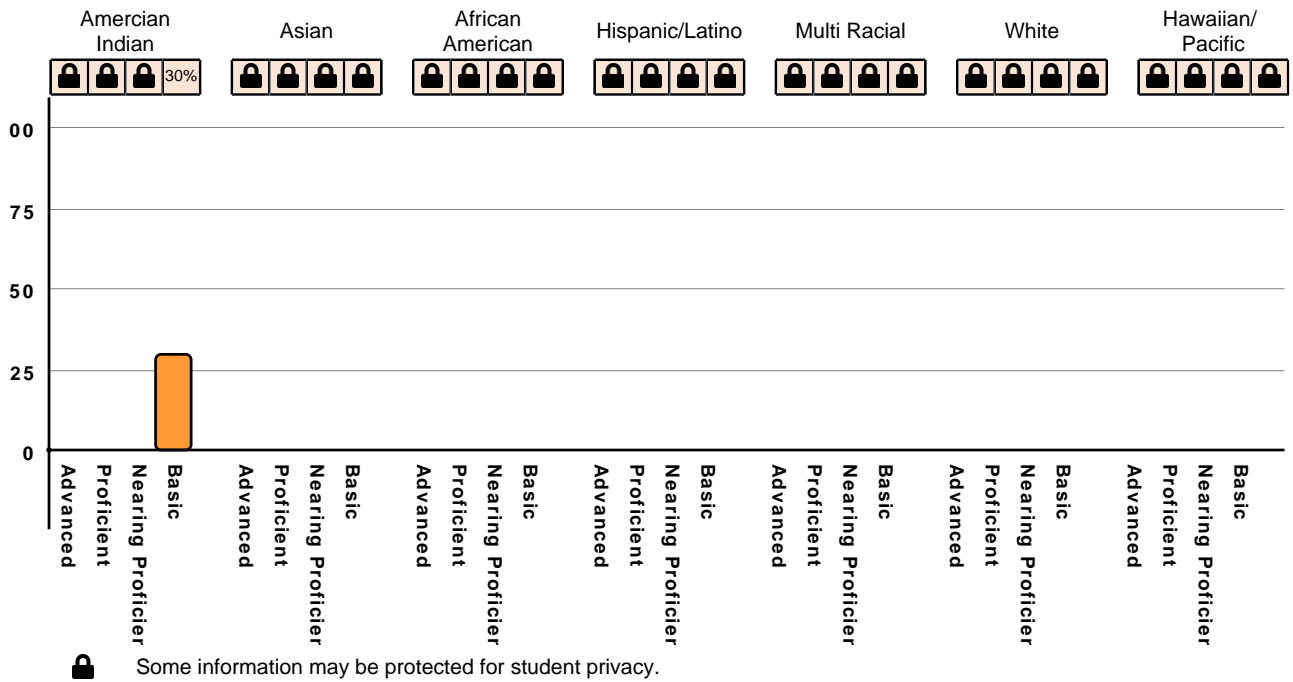 Amercian
Indian
Asian
African
American
Hispanic/Latino
Multi Racial
White
Hawaiian/
Pacific
30%
00
75
50
25
0
Advanced
Proficient
Nearing Proficier
Basic
Advanced
Proficient
Nearing Proficier
Basic
Advanced
Proficient
Nearing Proficier
Basic
Advanced
Proficient
Nearing Proficier
Basic
Advanced
Proficient
Nearing Proficier
Basic
Advanced
Proficient
Nearing Proficier
Basic
Advanced
Proficient
Nearing Proficier
Basic
Some information may be protected for student privacy.